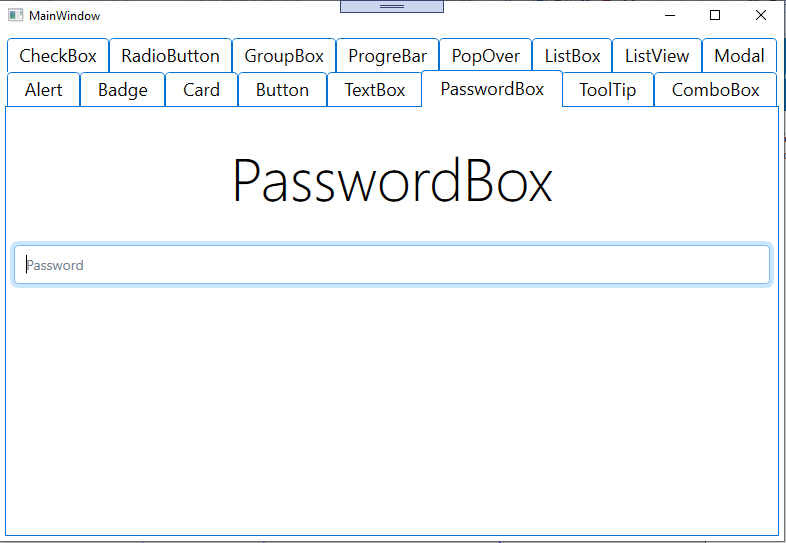 MainWindow
CheckBox RadioButton GroupBox ProgreBar PopOver ListBox ListView Modal
Alert Badge Card Button TextBox PasswordBox ToolTip ComboBox
PasswordBox
Password